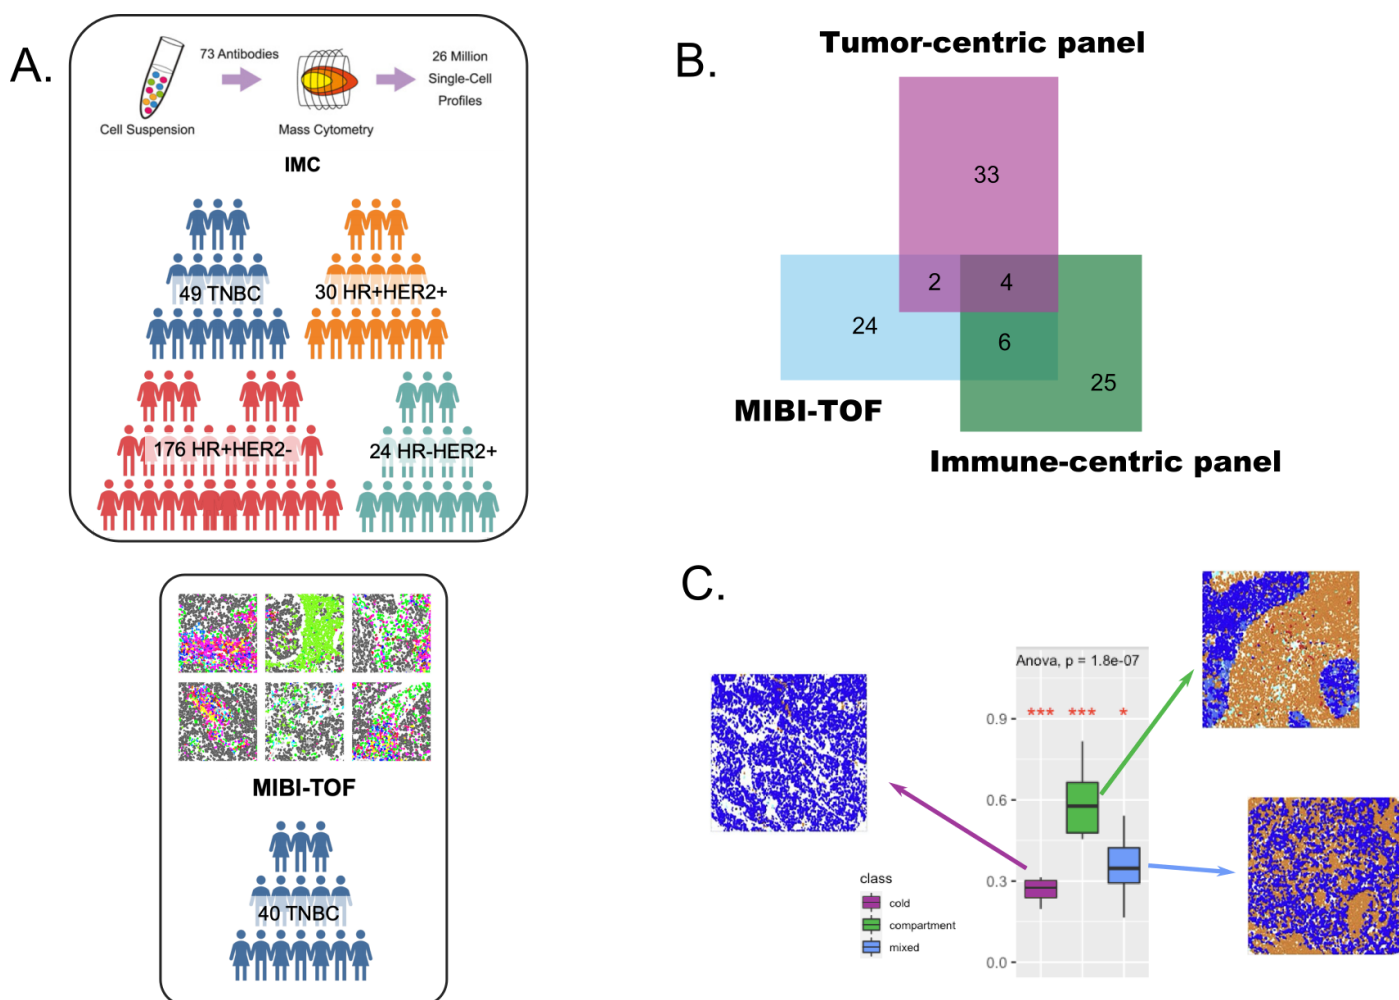 A.
73 Antibodies
26 Million
Single-Cell
Profiles
Cell Suspension
Mass Cytometry
IMC
49 TNBC
30 HR+HER2+
176 HR+HER2-
24 HR-HER2+
MIBI-TOF
40 TNBC
B.
Tumor-centric panel
33
2
4
24
6
25
MIBI-TOF
Immune-centric panel
C.
Anova, p = 1.8e-07
*** *** *
0.9
0.6
0.3
0.0
class
cold
compartment
mixed